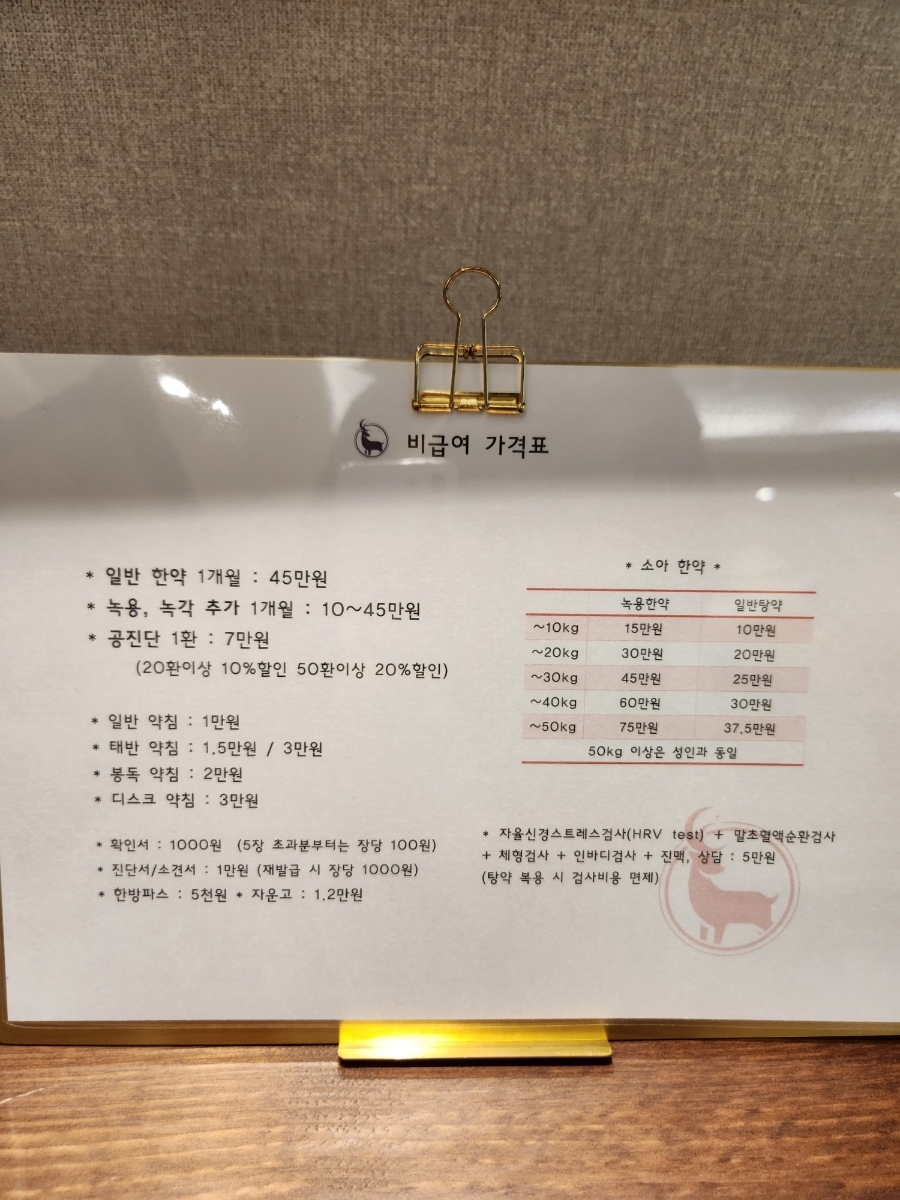 비급여 가격표
* 일반 한약 1개월 : 45만원
* 녹용, 녹각 추가 1개월 : 10~45만원
* 공진단 1환 : 7만원
(20환이상 10%할인 50환이상 20%할인)
* 일반 약침 : 1만원
* 태반 약침 : 1.5만원 / 3만원
* 봉독 약침 : 2만원
* 디스크 약침 : 3만원
* 확인서 : 1000원 (5장 초과분부터는 장당 100원)
* 진단서/소견서 : 1만원 (재발급 시 장당 1000원)
* 한방파스 : 5천원 * 자운고 : 1.2만원
* 소아 한약 *
녹용한약 일반탕약
~10kg 15만원 10만원
~20kg 30만원 20만원
~30kg 45만원 25만원
~40kg 60만원 30만원
~50kg 75만원 37.5만원
50kg 이상은 성인과 동일
* 자율신경스트레스검사(HRV test) + 말초혈액순환검사
+ 체형검사 + 인바디검사 + 진맥, 상담 : 5만원
(탕약 복용 시 검사비용 면제)